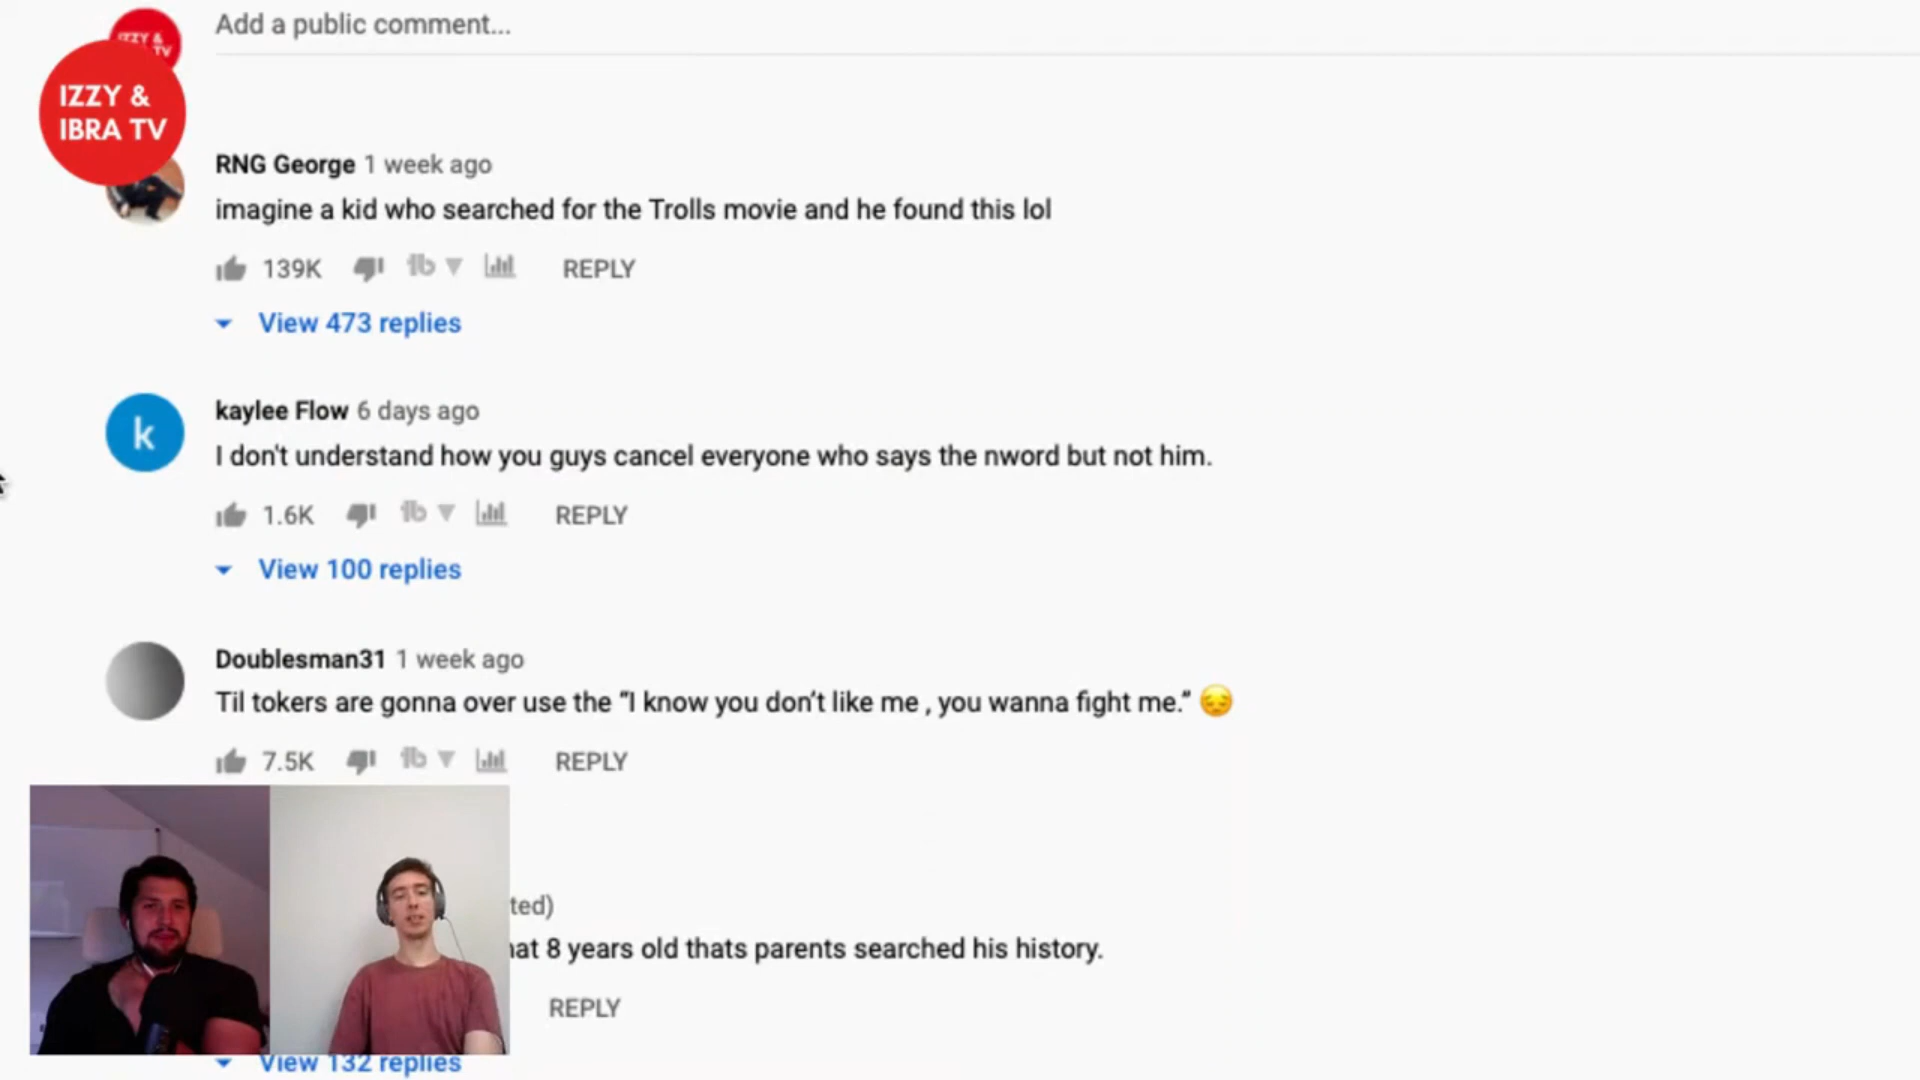 Add a public comment...
IZZY &
TV
IZZY &
IBRA TV
RNG George 1 week ago
imagine a kid who searched for the Trolls movie and he found this lol
139K REPLY
View 473 replies
k
kaylee Flow 6 days ago
I don't understand how you guys cancel everyone who says the nword but not him.
1.6K REPLY
View 100 replies
Doublesman31 1 week ago
Til tokers are gonna over use the “I know you don’t like me , you wanna fight me.” 😔
7.5K REPLY
ted)
8 years old thats parents searched his history.
REPLY
View 132 replies